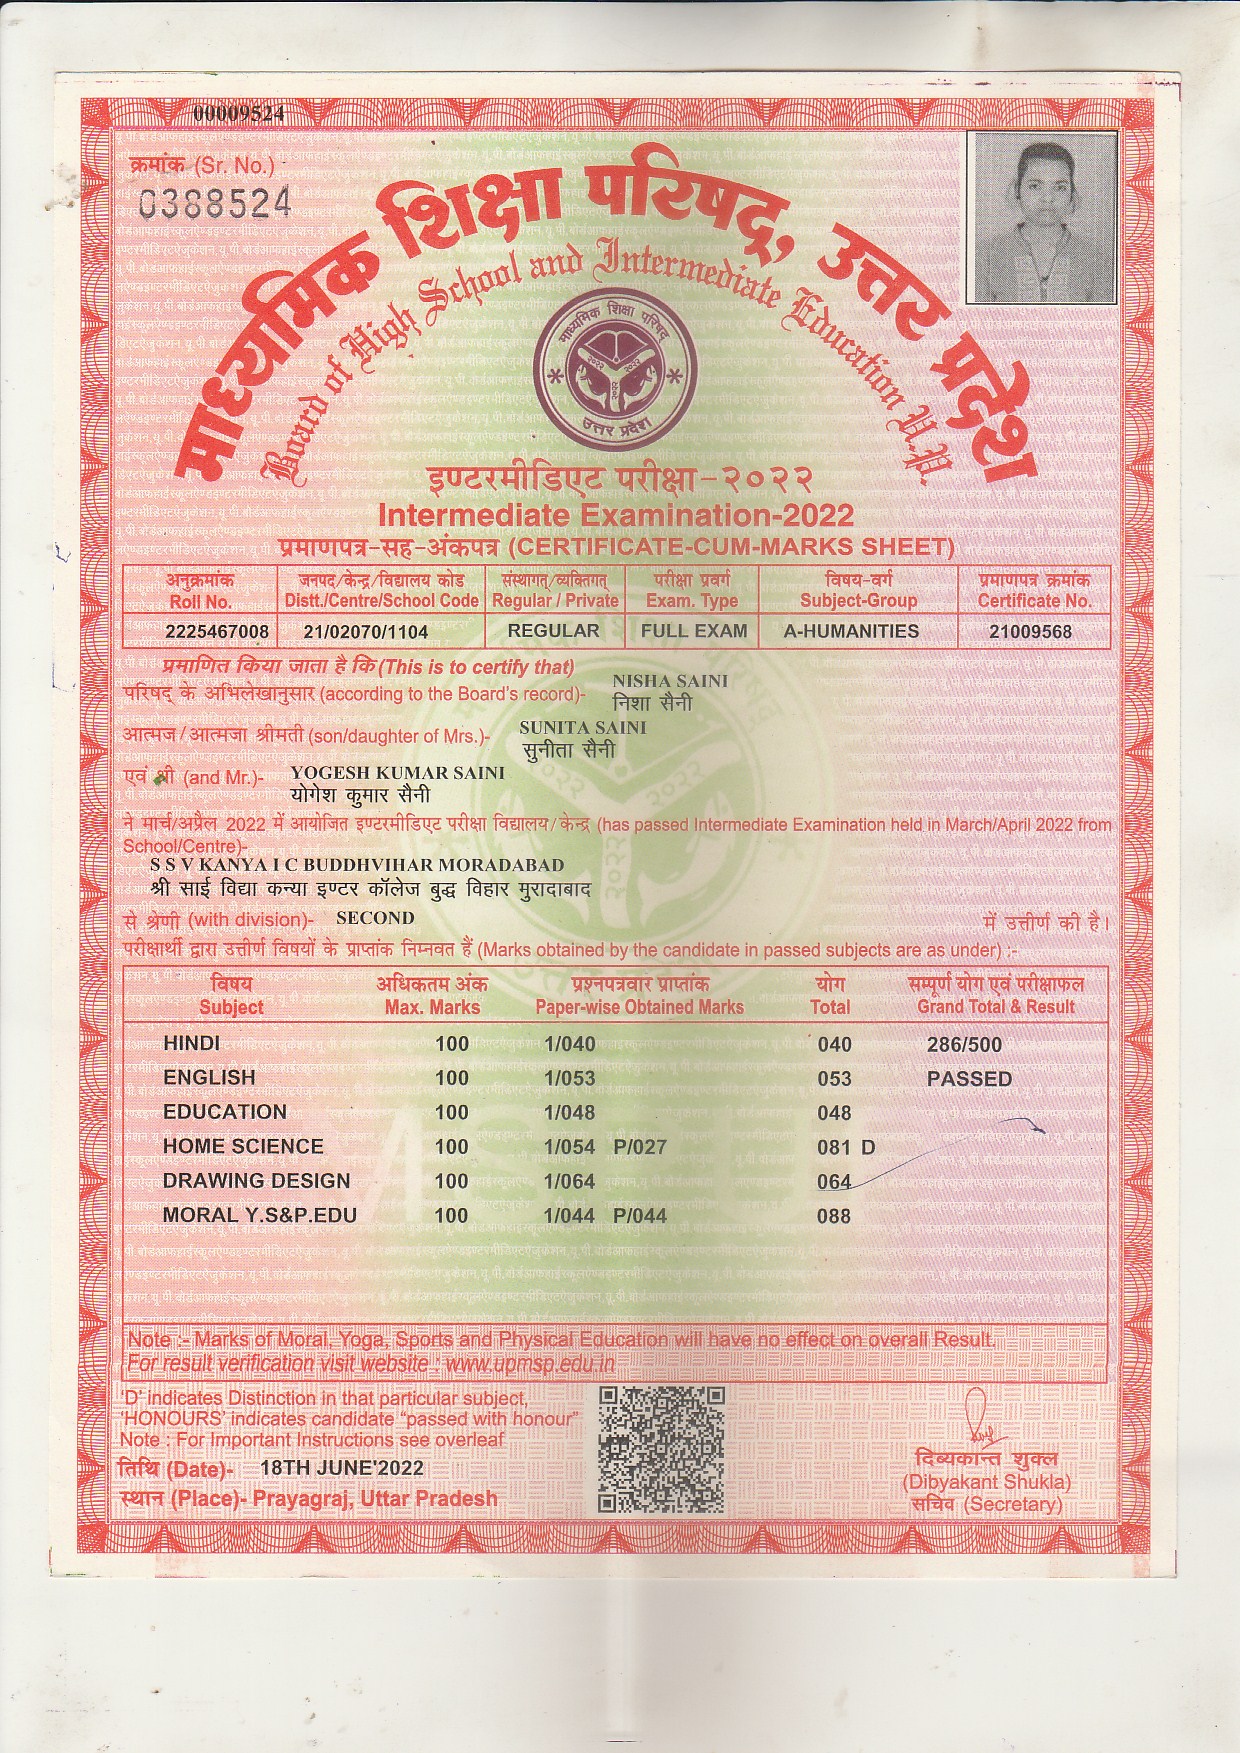 00009524
क्रमांक (Sr. No.)
0388524
माध्यमिक शिक्षा परिषद्, उत्तर प्रदेश
Board of High School and Intermediate Education U.P.
माध्यमिक शिक्षा परिषद
२०२२ २०२२
२०२२
उत्तर प्रदेश
इण्टरमीडिएट परीक्षा-२०२२
Intermediate Examination-2022
प्रमाणपत्र-सह-अंकपत्र (CERTIFICATE-CUM-MARKS SHEET)
अनुक्रमांक जनपद/केन्द्र/विद्यालय कोड संस्थागत्/व्यक्तिगत् परीक्षा प्रवर्ग विषय-वर्ग प्रमाणपत्र क्रमांक
Roll No. Distt./Centre/School Code Regular / Private Exam. Type Subject-Group Certificate No.
2225467008 21/02070/1104 REGULAR FULL EXAM A-HUMANITIES 21009568
प्रमाणित किया जाता है कि (This is to certify that)
NISHA SAINI
परिषद् के अभिलेखानुसार (according to the Board's record)- निशा सैनी
SUNITA SAINI
आत्मज/आत्मजा श्रीमती (son/daughter of Mrs.)- सुनीता सैनी
एवं श्री (and Mr.)- YOGESH KUMAR SAINI
योगेश कुमार सैनी
ने मार्च/अप्रैल 2022 में आयोजित इण्टरमीडिएट परीक्षा विद्यालय/केन्द्र (has passed Intermediate Examination held in March/April 2022 from
School/Centre)-
S S V KANYA I C BUDDHVIHAR MORADABAD
श्री साई विद्या कन्या इण्टर कॉलेज बुद्ध विहार मुरादाबाद
से श्रेणी (with division)- SECOND में उत्तीर्ण की है।
परीक्षार्थी द्वारा उत्तीर्ण विषयों के प्राप्तांक निम्नवत हैं (Marks obtained by the candidate in passed subjects are as under) :-
विषय अधिकतम अंक प्रश्नपत्रवार प्राप्तांक योग सम्पूर्ण योग एवं परीक्षाफल
Subject Max. Marks Paper-wise Obtained Marks Total Grand Total & Result
HINDI 100 1/040 040 286/500
ENGLISH 100 1/053 053 PASSED
EDUCATION 100 1/048 048
HOME SCIENCE 100 1/054 P/027 081 D
DRAWING DESIGN 100 1/064 064
MORAL Y.S&P.EDU 100 1/044 P/044 088
Note :- Marks of Moral, Yoga, Sports and Physical Education will have no effect on overall Result.
For result verification visit website : www.upmsp.edu.in
'D' indicates Distinction in that particular subject,
'HONOURS' indicates candidate "passed with honour"
Note : For Important Instructions see overleaf
तिथि (Date)- 18TH JUNE'2022
स्थान (Place)- Prayagraj, Uttar Pradesh
दिब्यकान्त शुक्ल
(Dibyakant Shukla)
सचिव (Secretary)